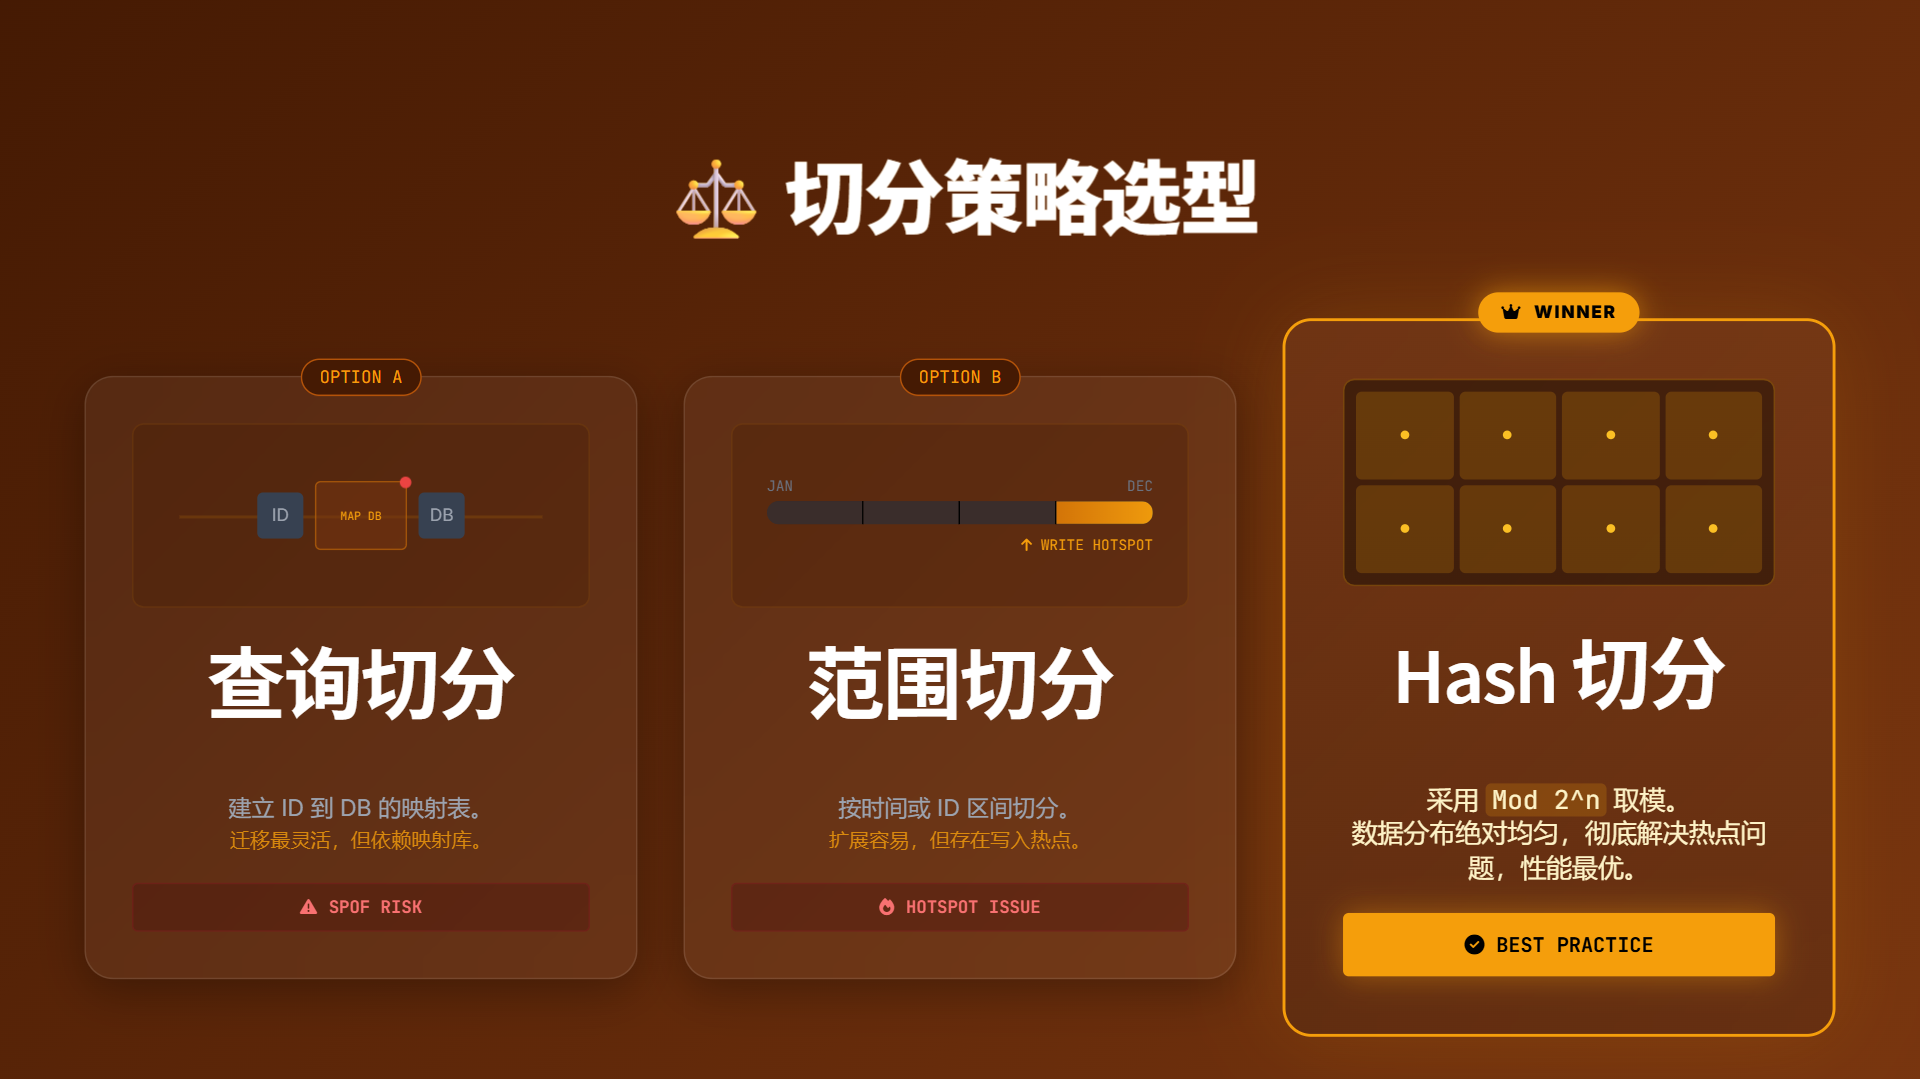 切分策略选型
OPTION A
ID
MAP DB
DB
查询切分
建立 ID 到 DB 的映射表。
迁移最灵活，但依赖映射库。
SPOF RISK
OPTION B
JAN
DEC
WRITE HOTSPOT
范围切分
按时间或 ID 区间切分。
扩展容易，但存在写入热点。
HOTSPOT ISSUE
WINNER
Hash 切分
采用 Mod 2^n 取模。
数据分布绝对均匀，彻底解决热点问
题，性能最优。
BEST PRACTICE